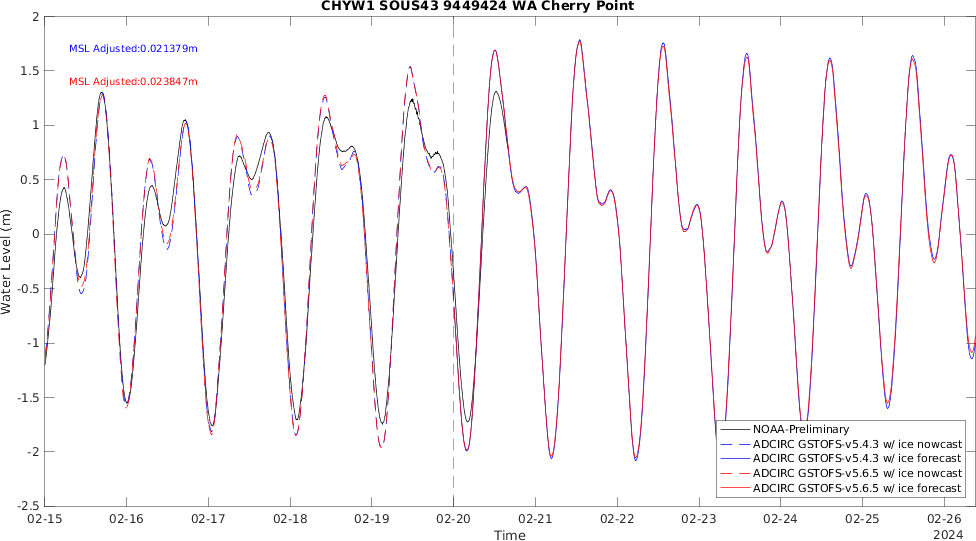 CHYW1 SOUS43 9449424 WA Cherry Point
MSL Adjusted:0.021379m
MSL Adjusted:0.023847m
Water Level (m)
2
1.5
1
0.5
0
-0.5
-1
-1.5
-2
-2.5
02-15 02-16 02-17 02-18 02-19 02-20 02-21 02-22 02-23 02-24 02-25 02-26
2024
Time
NOAA-Preliminary
ADCIRC GSTOFS-v5.4.3 w/ ice nowcast
ADCIRC GSTOFS-v5.4.3 w/ ice forecast
ADCIRC GSTOFS-v5.6.5 w/ ice nowcast
ADCIRC GSTOFS-v5.6.5 w/ ice forecast